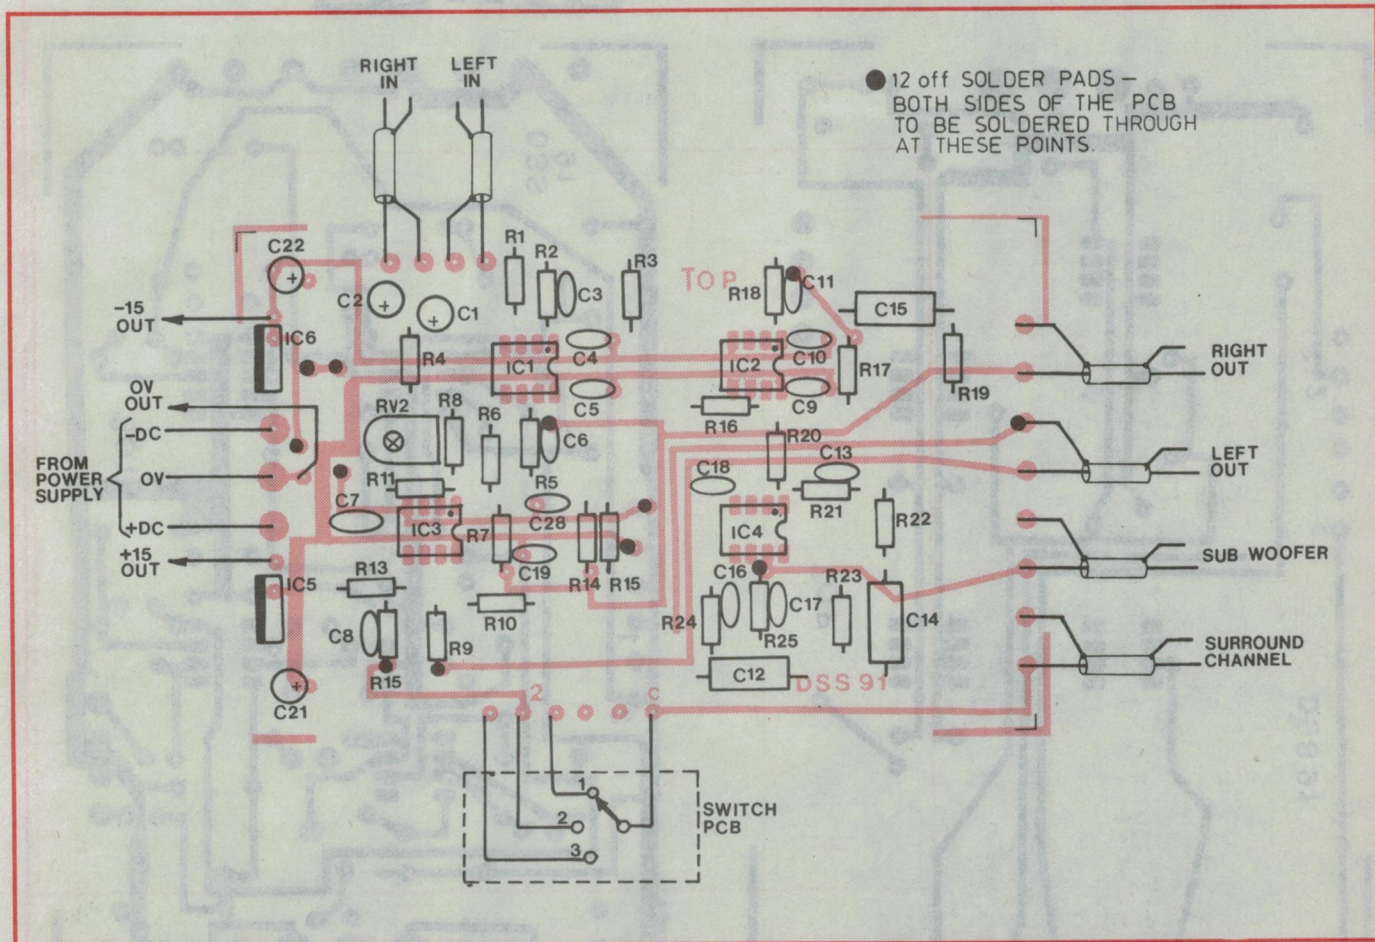 RIGHT IN
LEFT IN
● 12 off SOLDER PADS –
BOTH SIDES OF THE PCB
TO BE SOLDERED THROUGH
AT THESE POINTS.
C22
R1
R2
C3
R3
TOP
R18
C11
C15
C2
C1
-15 OUT
IC6
R4
IC1
C4
C5
IC2
C10
C9
R17
R19
RIGHT OUT
0V OUT
-DC
RV2
R8
R6
C6
R16
R20
FROM POWER SUPPLY
0V
R11
C7
R5
C18
C13
R21
LEFT OUT
+DC
IC3
R7
C28
IC4
R22
+15 OUT
IC5
R13
C19
R14
R15
C16
C17
R23
SUB WOOFER
C8
R15
R9
R10
R24
R25
C14
SURROUND CHANNEL
C12
DSS 91
C21
2
C
1
2
3
SWITCH PCB